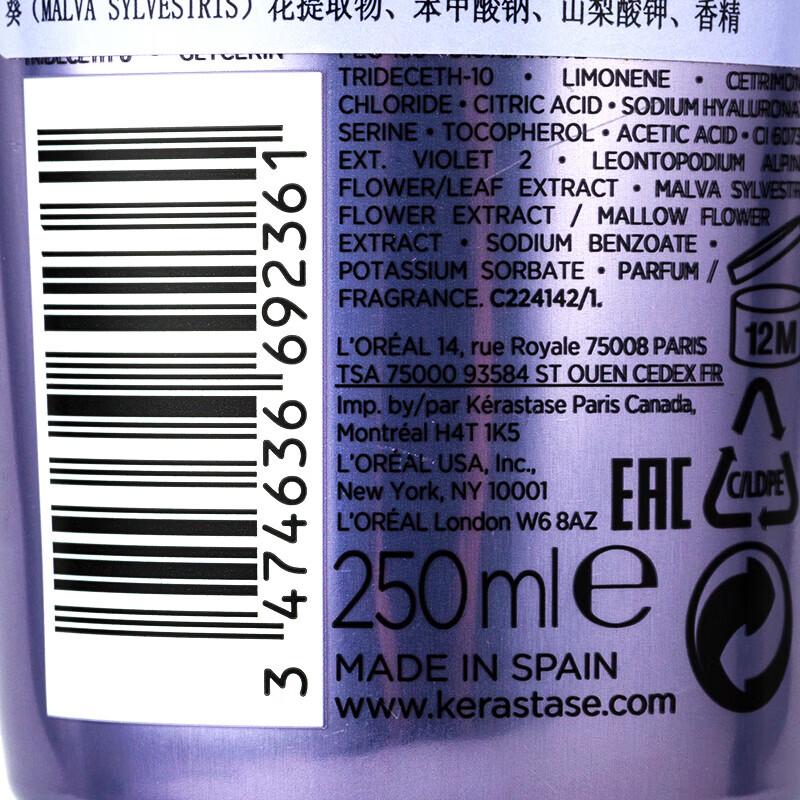 葵(MALVA SYLVESTRIS)花提取物、苯甲酸钠、山梨酸钾、香精
GLYCERIN
TRIDECETH-10 • LIMONENE • CETRIMON
CHLORIDE • CITRIC ACID • SODIUM HYALURONA
SERINE • TOCOPHEROL • ACETIC ACID • CI 6073
EXT. VIOLET 2 • LEONTOPODIUM ALPIN
FLOWER/LEAF EXTRACT • MALVA SYLVESTR
FLOWER EXTRACT / MALLOW FLOWER
EXTRACT • SODIUM BENZOATE •
POTASSIUM SORBATE • PARFUM /
FRAGRANCE. C224142/1.
L'ORÉAL 14, rue Royale 75008 PARIS
TSA 75000 93584 ST OUEN CEDEX FR
Imp. by/par Kérastase Paris Canada,
Montréal H4T 1K5
L'ORÉAL USA, Inc.,
New York, NY 10001
L'ORÉAL London W6 8AZ
EAC
12M
C/LDPE
250 ml e
MADE IN SPAIN
www.kerastase.com
3 474636 692361